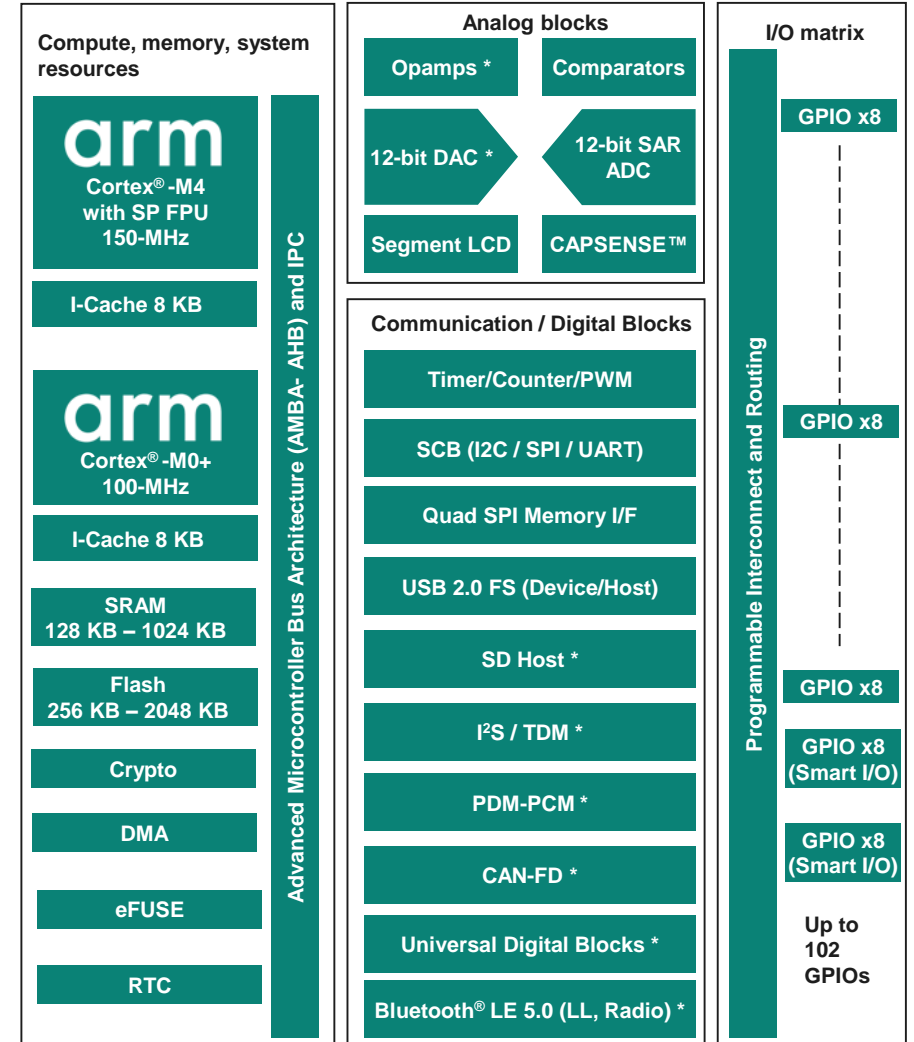 Compute, memory, system
resources
arm
Cortex® -M4
with SP FPU
150-MHz
I-Cache 8 KB
arm
Cortex® -M0+
100-MHz
I-Cache 8 KB
SRAM
128 KB – 1024 KB
Flash
256 KB – 2048 KB
Crypto
DMA
eFUSE
RTC
Advanced Microcontroller Bus Architecture (AMBA- AHB) and IPC
Analog blocks
Opamps *
Comparators
12-bit DAC *
12-bit SAR
ADC
Segment LCD
CAPSENSE™
Communication / Digital Blocks
Timer/Counter/PWM
SCB (I2C / SPI / UART)
Quad SPI Memory I/F
USB 2.0 FS (Device/Host)
SD Host *
I²S / TDM *
PDM-PCM *
CAN-FD *
Universal Digital Blocks *
Bluetooth® LE 5.0 (LL, Radio) *
I/O matrix
Programmable Interconnect and Routing
GPIO x8
GPIO x8
GPIO x8
GPIO x8
(Smart I/O)
GPIO x8
(Smart I/O)
Up to
102
GPIOs